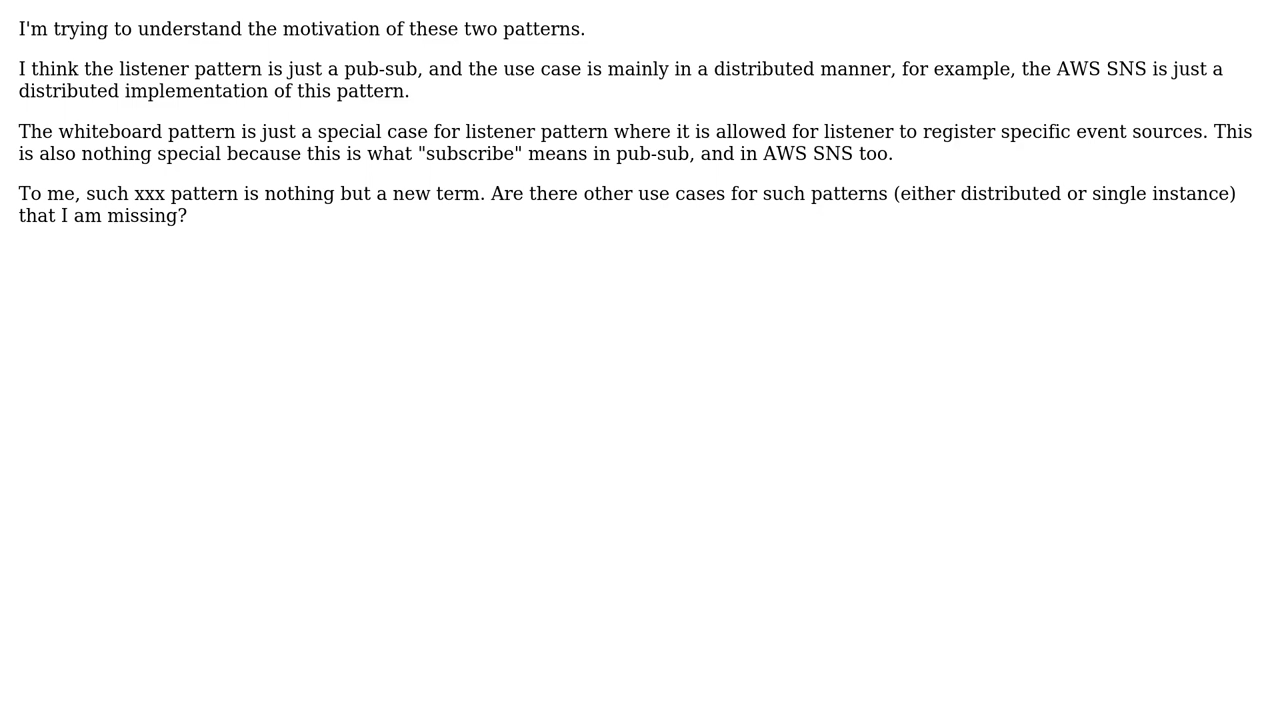 I'm trying to understand the motivation of these two patterns.
I think the listener pattern is just a pub-sub, and the use case is mainly in a distributed manner, for example, the AWS SNS is just a
distributed implementation of this pattern.
The whiteboard pattern is just a special case for listener pattern where it is allowed for listener to register specific event sources. This
is also nothing special because this is what "subscribe" means in pub-sub, and in AWS SNS too.
To me, such xxx pattern is nothing but a new term. Are there other use cases for such patterns (either distributed or single instance)
that I am missing?